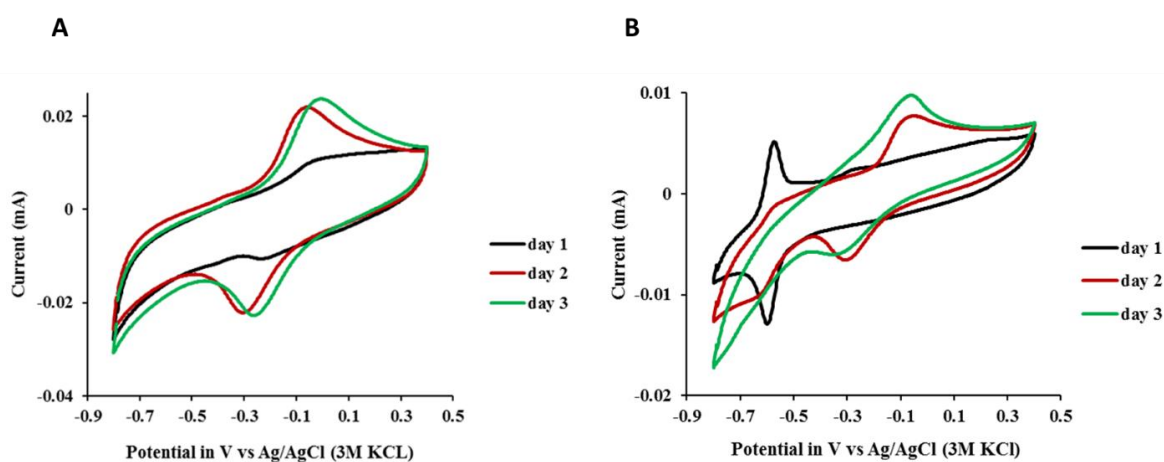 A
0.02
0
-0.02
-0.04
-0.9
-0.7
-0.5
-0.3
-0.1
0.1
0.3
0.5
Current (mA)
Potential in V vs Ag/AgCl (3M KCL)
day 1
day 2
day 3
B
0.01
0
-0.01
-0.02
-0.9
-0.7
-0.5
-0.3
-0.1
0.1
0.3
0.5
Current (mA)
Potential in V vs Ag/AgCl (3M KCl)
day 1
day 2
day 3